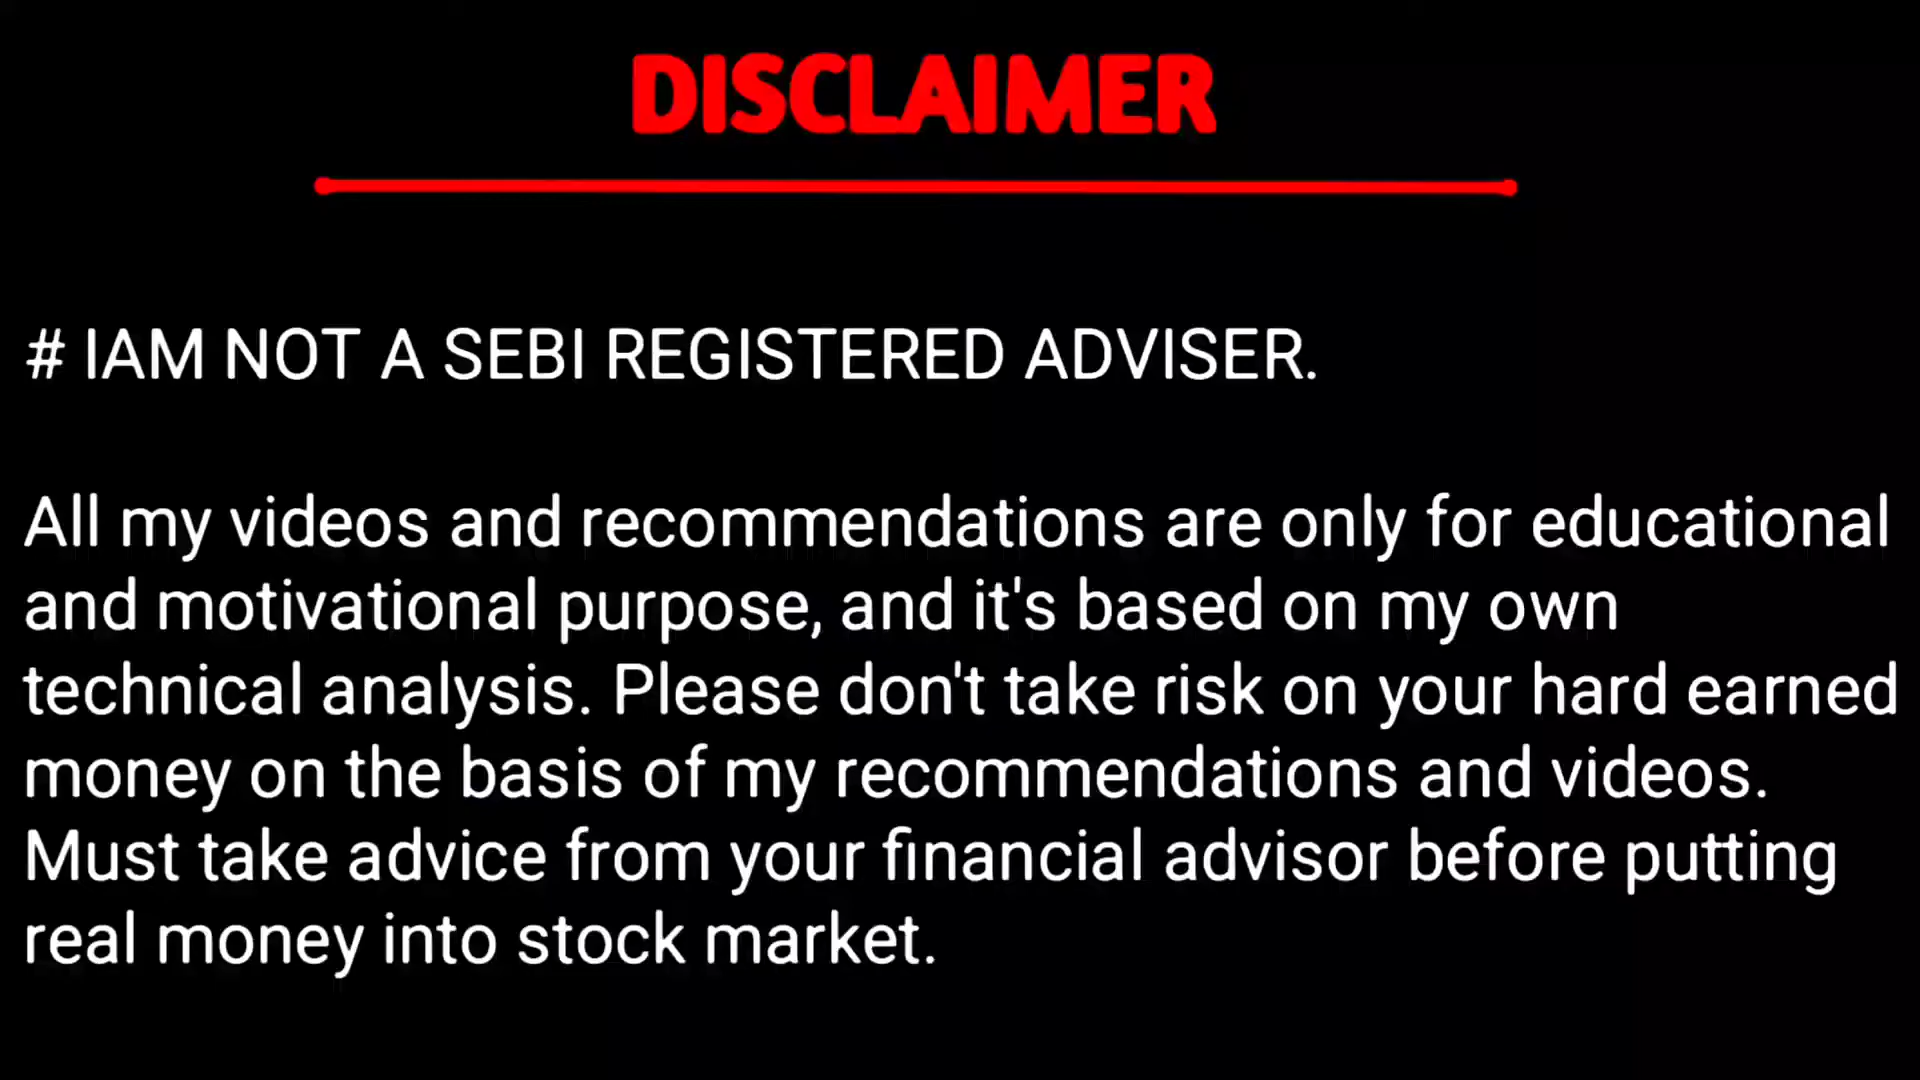 DISCLAIMER
# IAM NOT A SEBI REGISTERED ADVISER.
All my videos and recommendations are only for educational
and motivational purpose, and it's based on my own
technical analysis. Please don't take risk on your hard earned
money on the basis of my recommendations and videos.
Must take advice from your financial advisor before putting
real money into stock market.